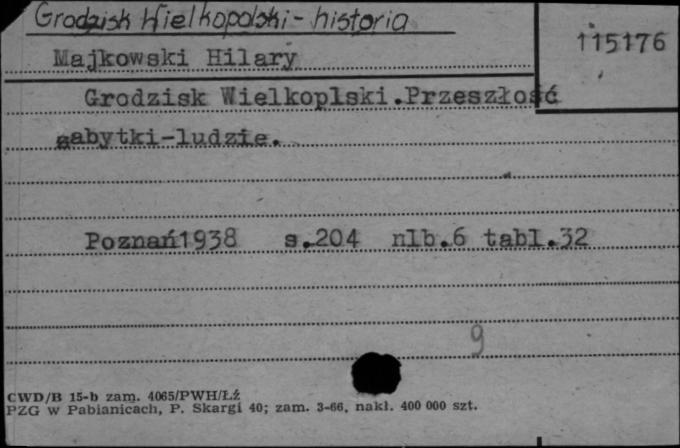 Grodzisk Wielkopolski - historia
115176
Majkowski Hilary
Grodzisk Wielkoplski.Przeszłość
zabytki-ludzie.
Poznań1938 s.204 nlb.6 tabl.32
9
CWD/B 15-b zam. 4065/PWH/Łź
PZG w Pabianicach, P. Skargi 40; zam. 3-66, nakł. 400 000 szt.